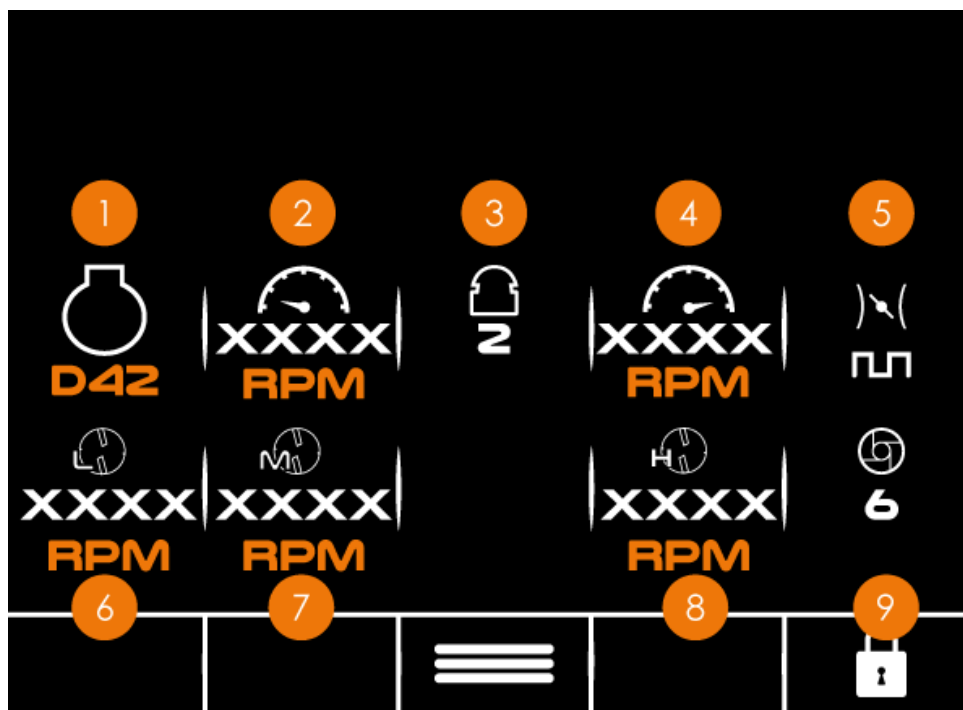 1 2 3 4 5
XXXX 2 XXXX
D42 RPM RPM
L M H
XXXX XXXX XXXX 6
RPM RPM RPM
6 7 8 9